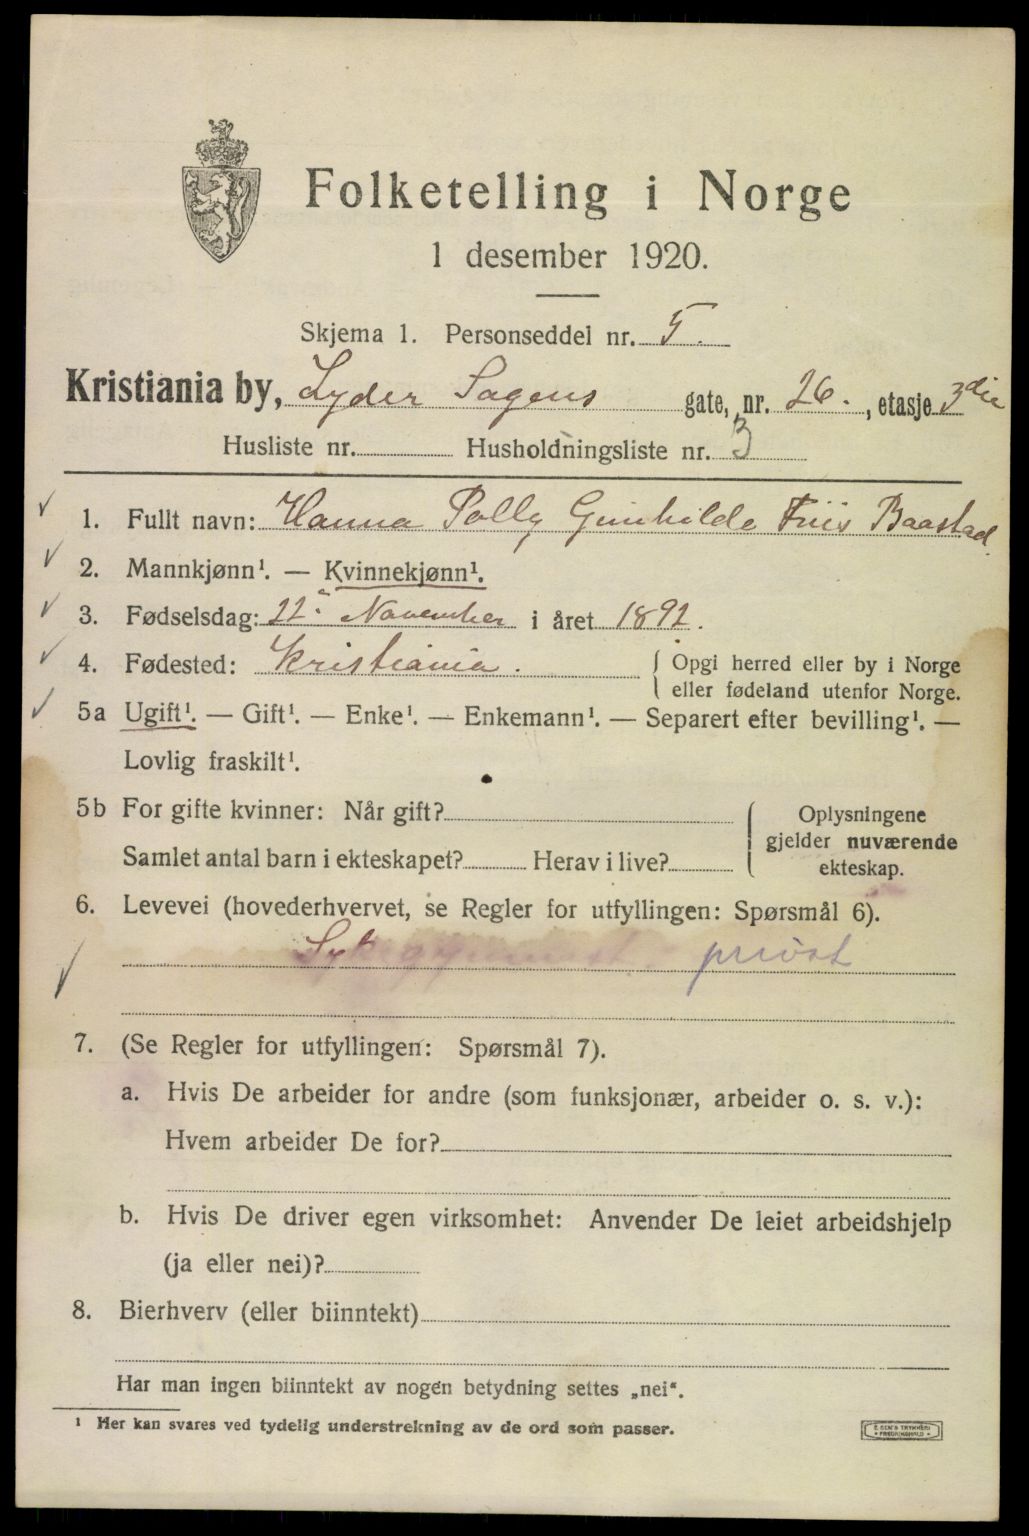 Folketelling i Norge
1 desember 1920.
Skjema 1. Personseddel nr. 5.
Kristiania by, Lyder Sagens gate, nr. 26., etasje 3die
Husliste nr. Husholdningsliste nr. 3
1. Fullt navn: Hanna Polly Gunhilde Friis Baastad.
2. Mannkjønn¹. — Kvinnekjønn¹.
3. Fødselsdag: 22. November i året 1892.
4. Fødested: Kristiania. { Opgi herred eller by i Norge
eller fødeland utenfor Norge.
5a Ugift¹. — Gift¹. — Enke¹. — Enkemann¹. — Separert efter bevilling¹. —
Lovlig fraskilt¹.
5b For gifte kvinner: Når gift? { Oplysningene
gjelder nuværende
Samlet antal barn i ekteskapet? Herav i live?
ekteskap.
6. Levevei (hovederhvervet, se Regler for utfyllingen: Spørsmål 6).
Sykegymnast. privat
7. (Se Regler for utfyllingen: Spørsmål 7).
a. Hvis De arbeider for andre (som funksjonær, arbeider o. s. v.):
Hvem arbeider De for?
b. Hvis De driver egen virksomhet: Anvender De leiet arbeidshjelp
(ja eller nei)?
8. Bierhverv (eller biinntekt)
Har man ingen biinntekt av nogen betydning settes „nei“.
¹ Her kan svares ved tydelig understrekning av de ord som passer.